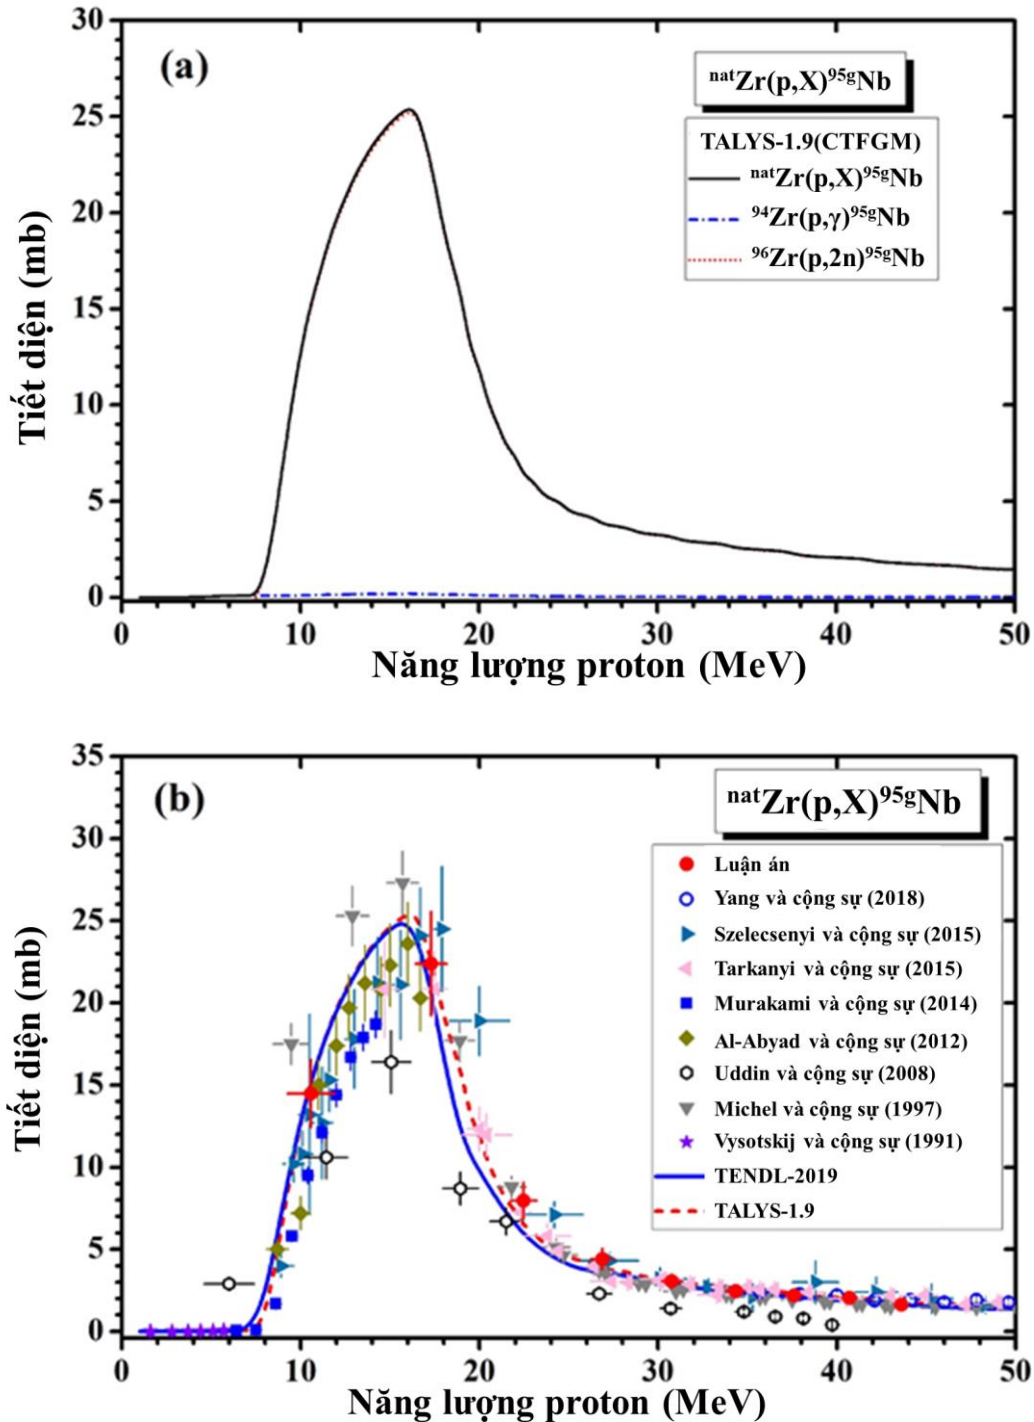 (a)
natZr(p,X)95gNb
TALYS-1.9(CTFGM)
natZr(p,X)95gNb
94Zr(p,γ)95gNb
96Zr(p,2n)95gNb
30
25
20
15
10
5
0
Tiết diện (mb)
0 10 20 30 40 50
Năng lượng proton (MeV)
(b)
natZr(p,X)95gNb
Luận án
Yang và cộng sự (2018)
Szelecsenyi và cộng sự (2015)
Tarkanyi và cộng sự (2015)
Murakami và cộng sự (2014)
Al-Abyad và cộng sự (2012)
Uddin và cộng sự (2008)
Michel và cộng sự (1997)
Vysotskij và cộng sự (1991)
TENDL-2019
TALYS-1.9
35
30
25
20
15
10
5
0
Tiết diện (mb)
0 10 20 30 40 50
Năng lượng proton (MeV)